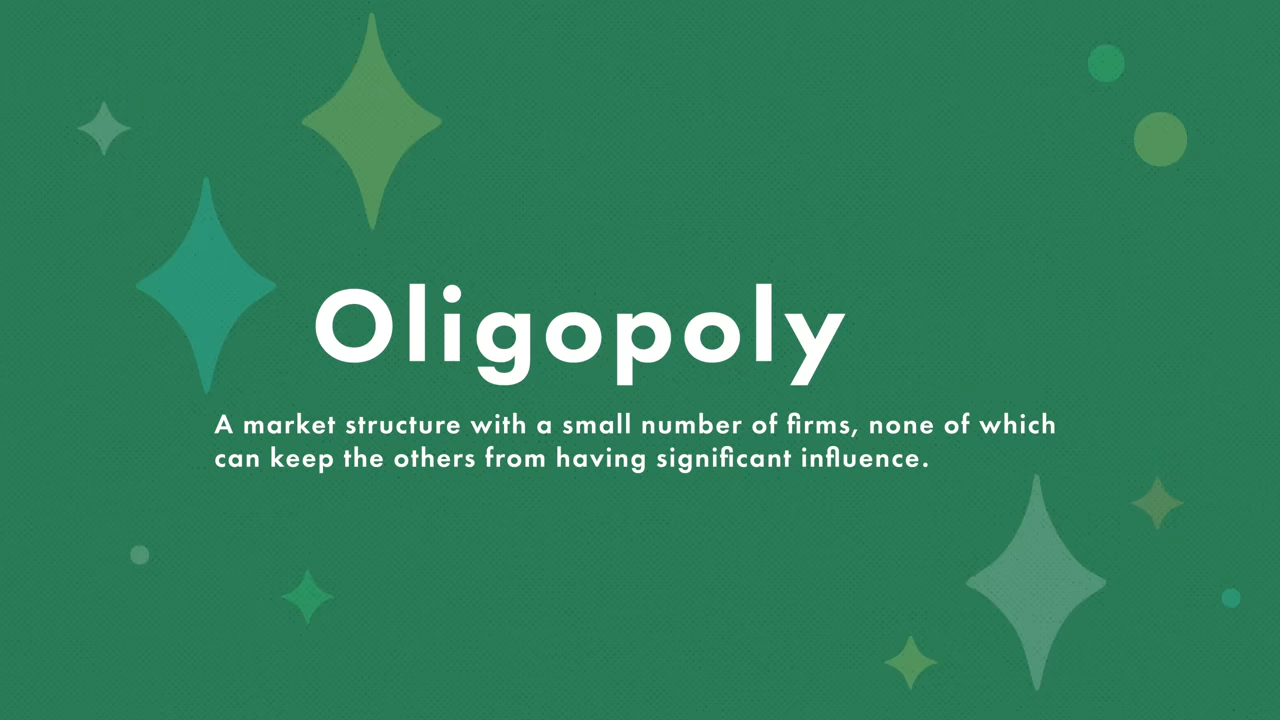 Oligopoly
A market structure with a small number of firms, none of which
can keep the others from having significant influence.